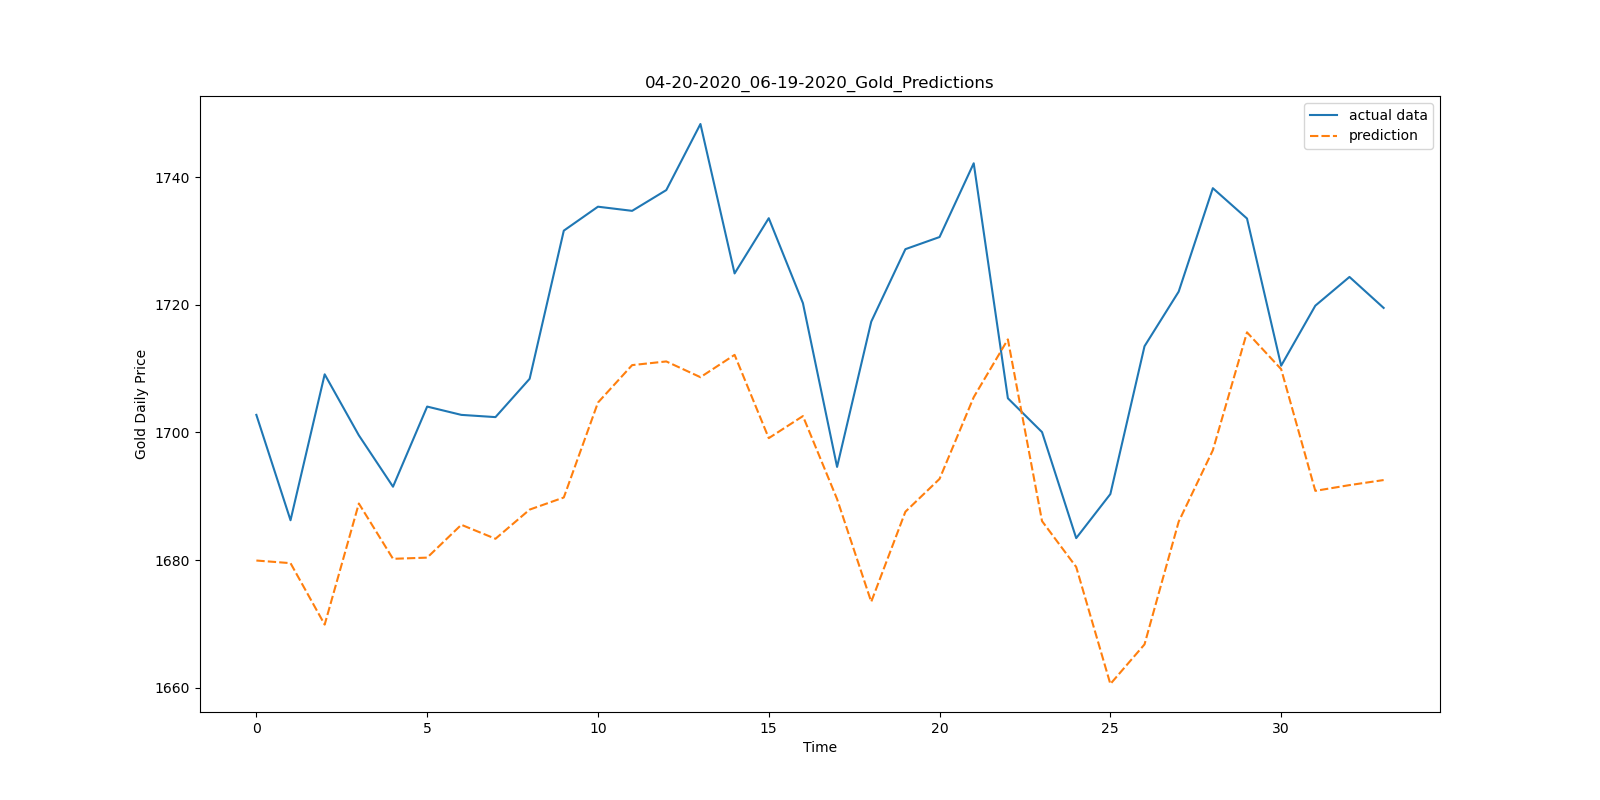 04-20-2020_06-19-2020_Gold_Predictions
actual data
prediction
Gold Daily Price
1740
1720
1700
1680
1660
0 5 10 15 20 25 30
Time